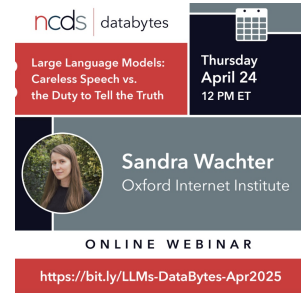 ncds databytes
Large Language Models:
Careless Speech vs.
the Duty to Tell the Truth
Thursday
April 24
12 PM ET
Sandra Wachter
Oxford Internet Institute
ONLINE WEBINAR
https://bit.ly/LLMs-DataBytes-Apr2025